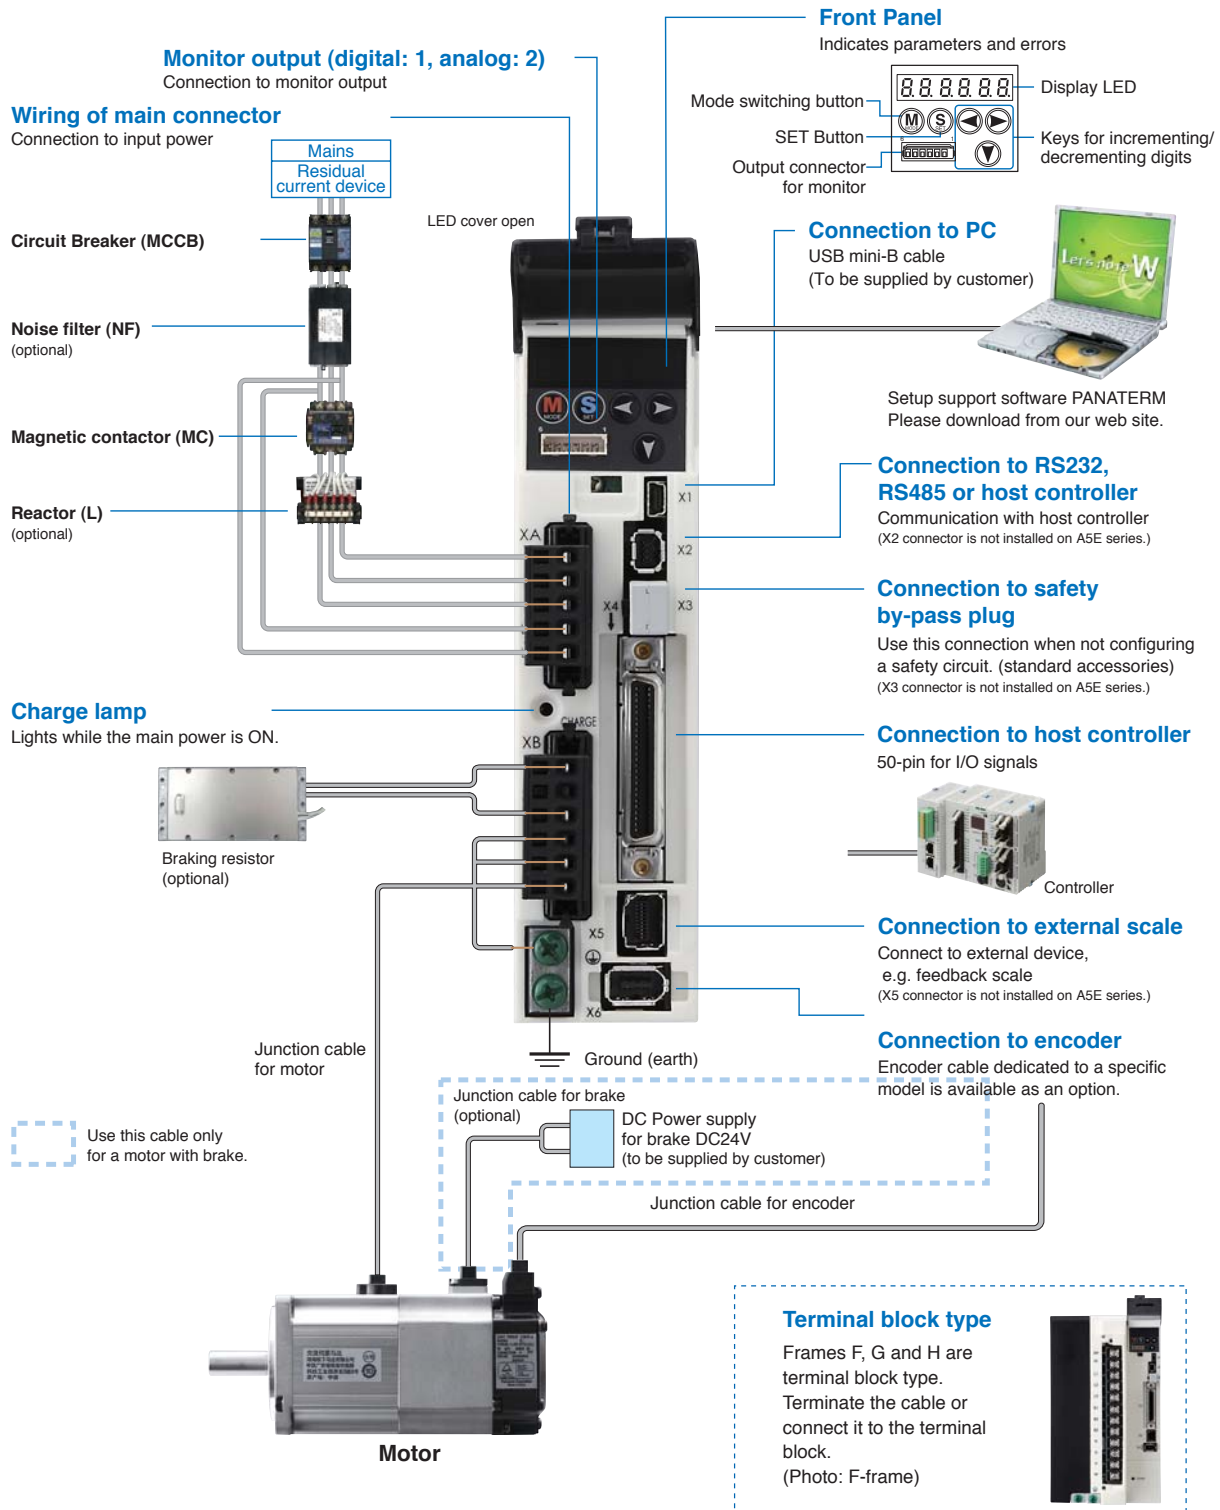 Front Panel
Indicates parameters and errors
Mode switching button
SET Button
Output connector
for monitor
Display LED
Keys for incrementing/
decrementing digits
M
S
SET
6
1
Monitor output (digital: 1, analog: 2)
Connection to monitor output
Wiring of main connector
Connection to input power
Mains
Residual
current device
Circuit Breaker (MCCB)
Noise filter (NF)
(optional)
Magnetic contactor (MC)
Reactor (L)
(optional)
LED cover open
M
MODE
S
SET
6
1
X1
X2
X3
X4
XA
CHARGE
XB
X5
X6
Connection to PC
USB mini-B cable
(To be supplied by customer)
Let's note W
Setup support software PANATERM
Please download from our web site.
Connection to RS232,
RS485 or host controller
Communication with host controller
(X2 connector is not installed on A5E series.)
Connection to safety
by-pass plug
Use this connection when not configuring
a safety circuit. (standard accessories)
(X3 connector is not installed on A5E series.)
Charge lamp
Lights while the main power is ON.
Connection to host controller
50-pin for I/O signals
Controller
Braking resistor
(optional)
Connection to external scale
Connect to external device,
e.g. feedback scale
(X5 connector is not installed on A5E series.)
Connection to encoder
Encoder cable dedicated to a specific
model is available as an option.
Junction cable
for motor
Ground (earth)
Junction cable for brake
(optional)
DC Power supply
for brake DC24V
(to be supplied by customer)
Use this cable only
for a motor with brake.
Junction cable for encoder
Motor
Terminal block type
Frames F, G and H are
terminal block type.
Terminate the cable or
connect it to the terminal
block.
(Photo: F-frame)